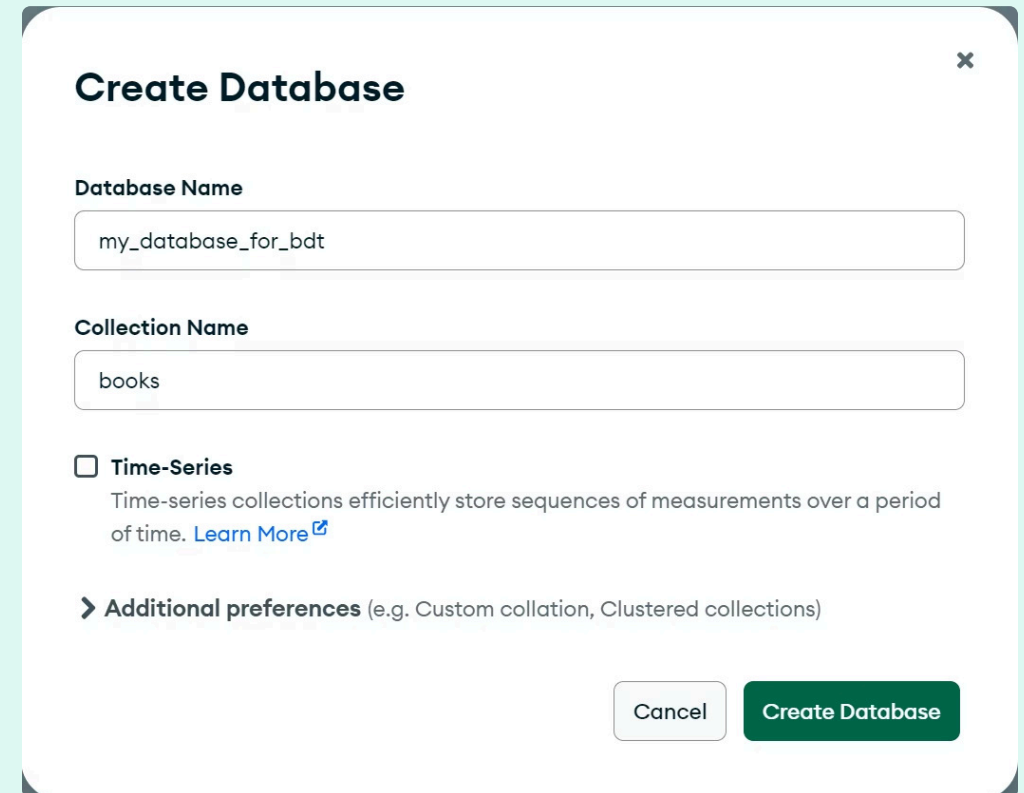 Create Database
Database Name
my_database_for_bdt
Collection Name
books
Time-Series
Time-series collections efficiently store sequences of measurements over a period
of time. Learn More
Additional preferences (e.g. Custom collation, Clustered collections)
Cancel
Create Database